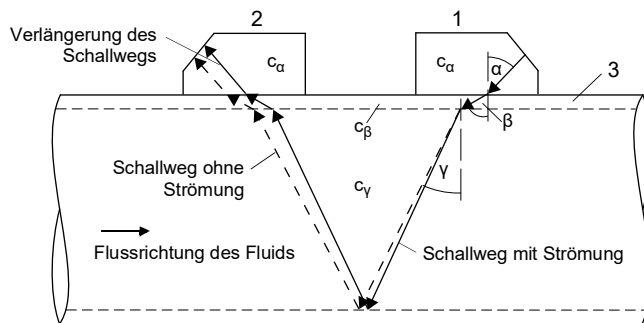 2
1
Verlängerung des
Schallwegs
cα
cα
α
3
cβ
β
Schallweg ohne
Strömung
cγ
γ
Flussrichtung des Fluids
Schallweg mit Strömung